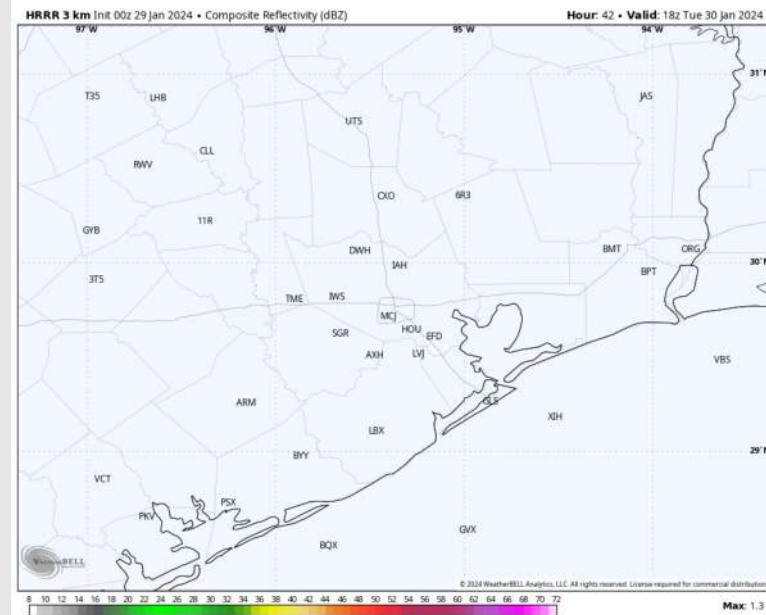 HRRR 3 km Init 00z 29 Jan 2024 • Composite Reflectivity (dBZ) Hour: 42 • Valid: 18z Tue 30 Jan 2024
97°W 96°W 95°W 94°W
31°N
T35 LHB JAS
UTS
CLL
RWV
CXO 6R3
11R
GYB
DWH BMT ORG
IAH 30°N
BPT
3T5
TME IWS
MCJ
SGR HOU EFD
AXH LVJ VBS
ARM GLS
XIH
LBX
BYY 29°N
VCT
PSX
PKV
GVX
BQX
WeatherBELL
© 2024 WeatherBELL Analytics, LLC. All rights reserved. License required for commercial distribution.
8 10 12 14 16 18 20 22 24 26 28 30 32 34 36 38 40 42 44 46 48 50 52 54 56 58 60 62 64 66 68 70 72
Max: 1.3